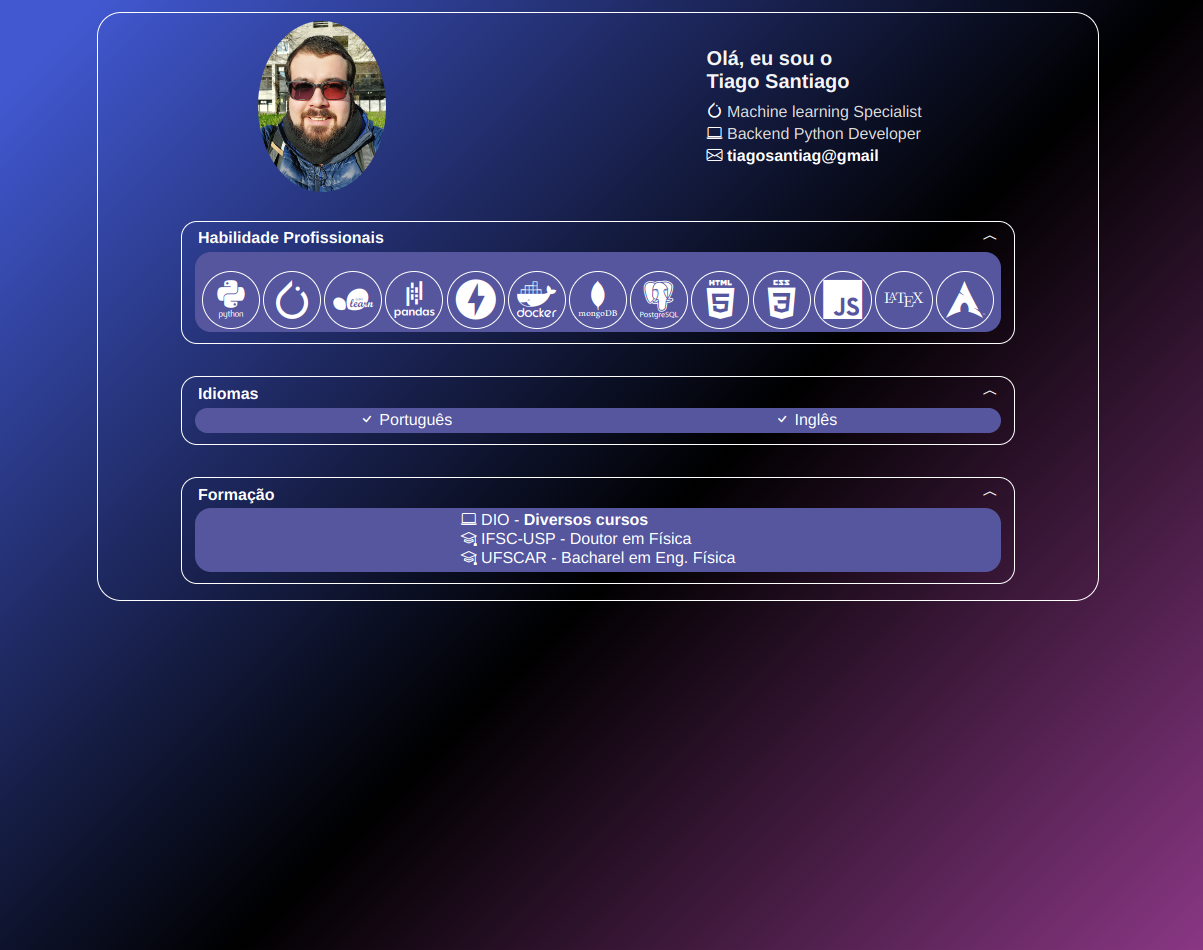 Olá, eu sou o
Tiago Santiago
Machine learning Specialist
Backend Python Developer
tiagosantiag@gmail
Habilidade Profissionais
python
learn
pandas
docker
mongoDB
PostgreSQL
HTML 5
CSS 3
JS
LATEX
Idiomas
Português Inglês
Formação
DIO - Diversos cursos
IFSC-USP - Doutor em Física
UFSCAR - Bacharel em Eng. Física